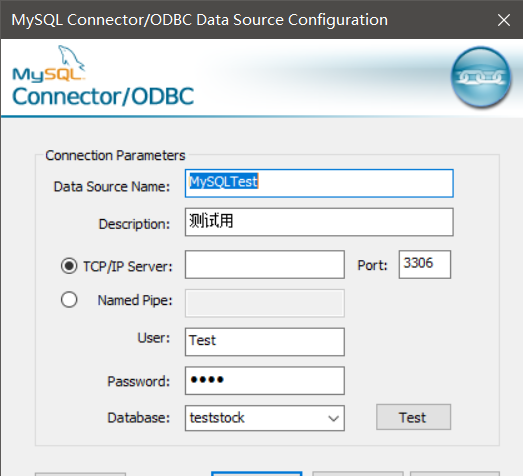 MySQL Connector/ODBC Data Source Configuration
MySQL
Connector/ODBC
Connection Parameters
Data Source Name: MySQLTest
Description: 测试用
TCP/IP Server: Port: 3306
Named Pipe:
User: Test
Password: ••••
Database: teststock Test